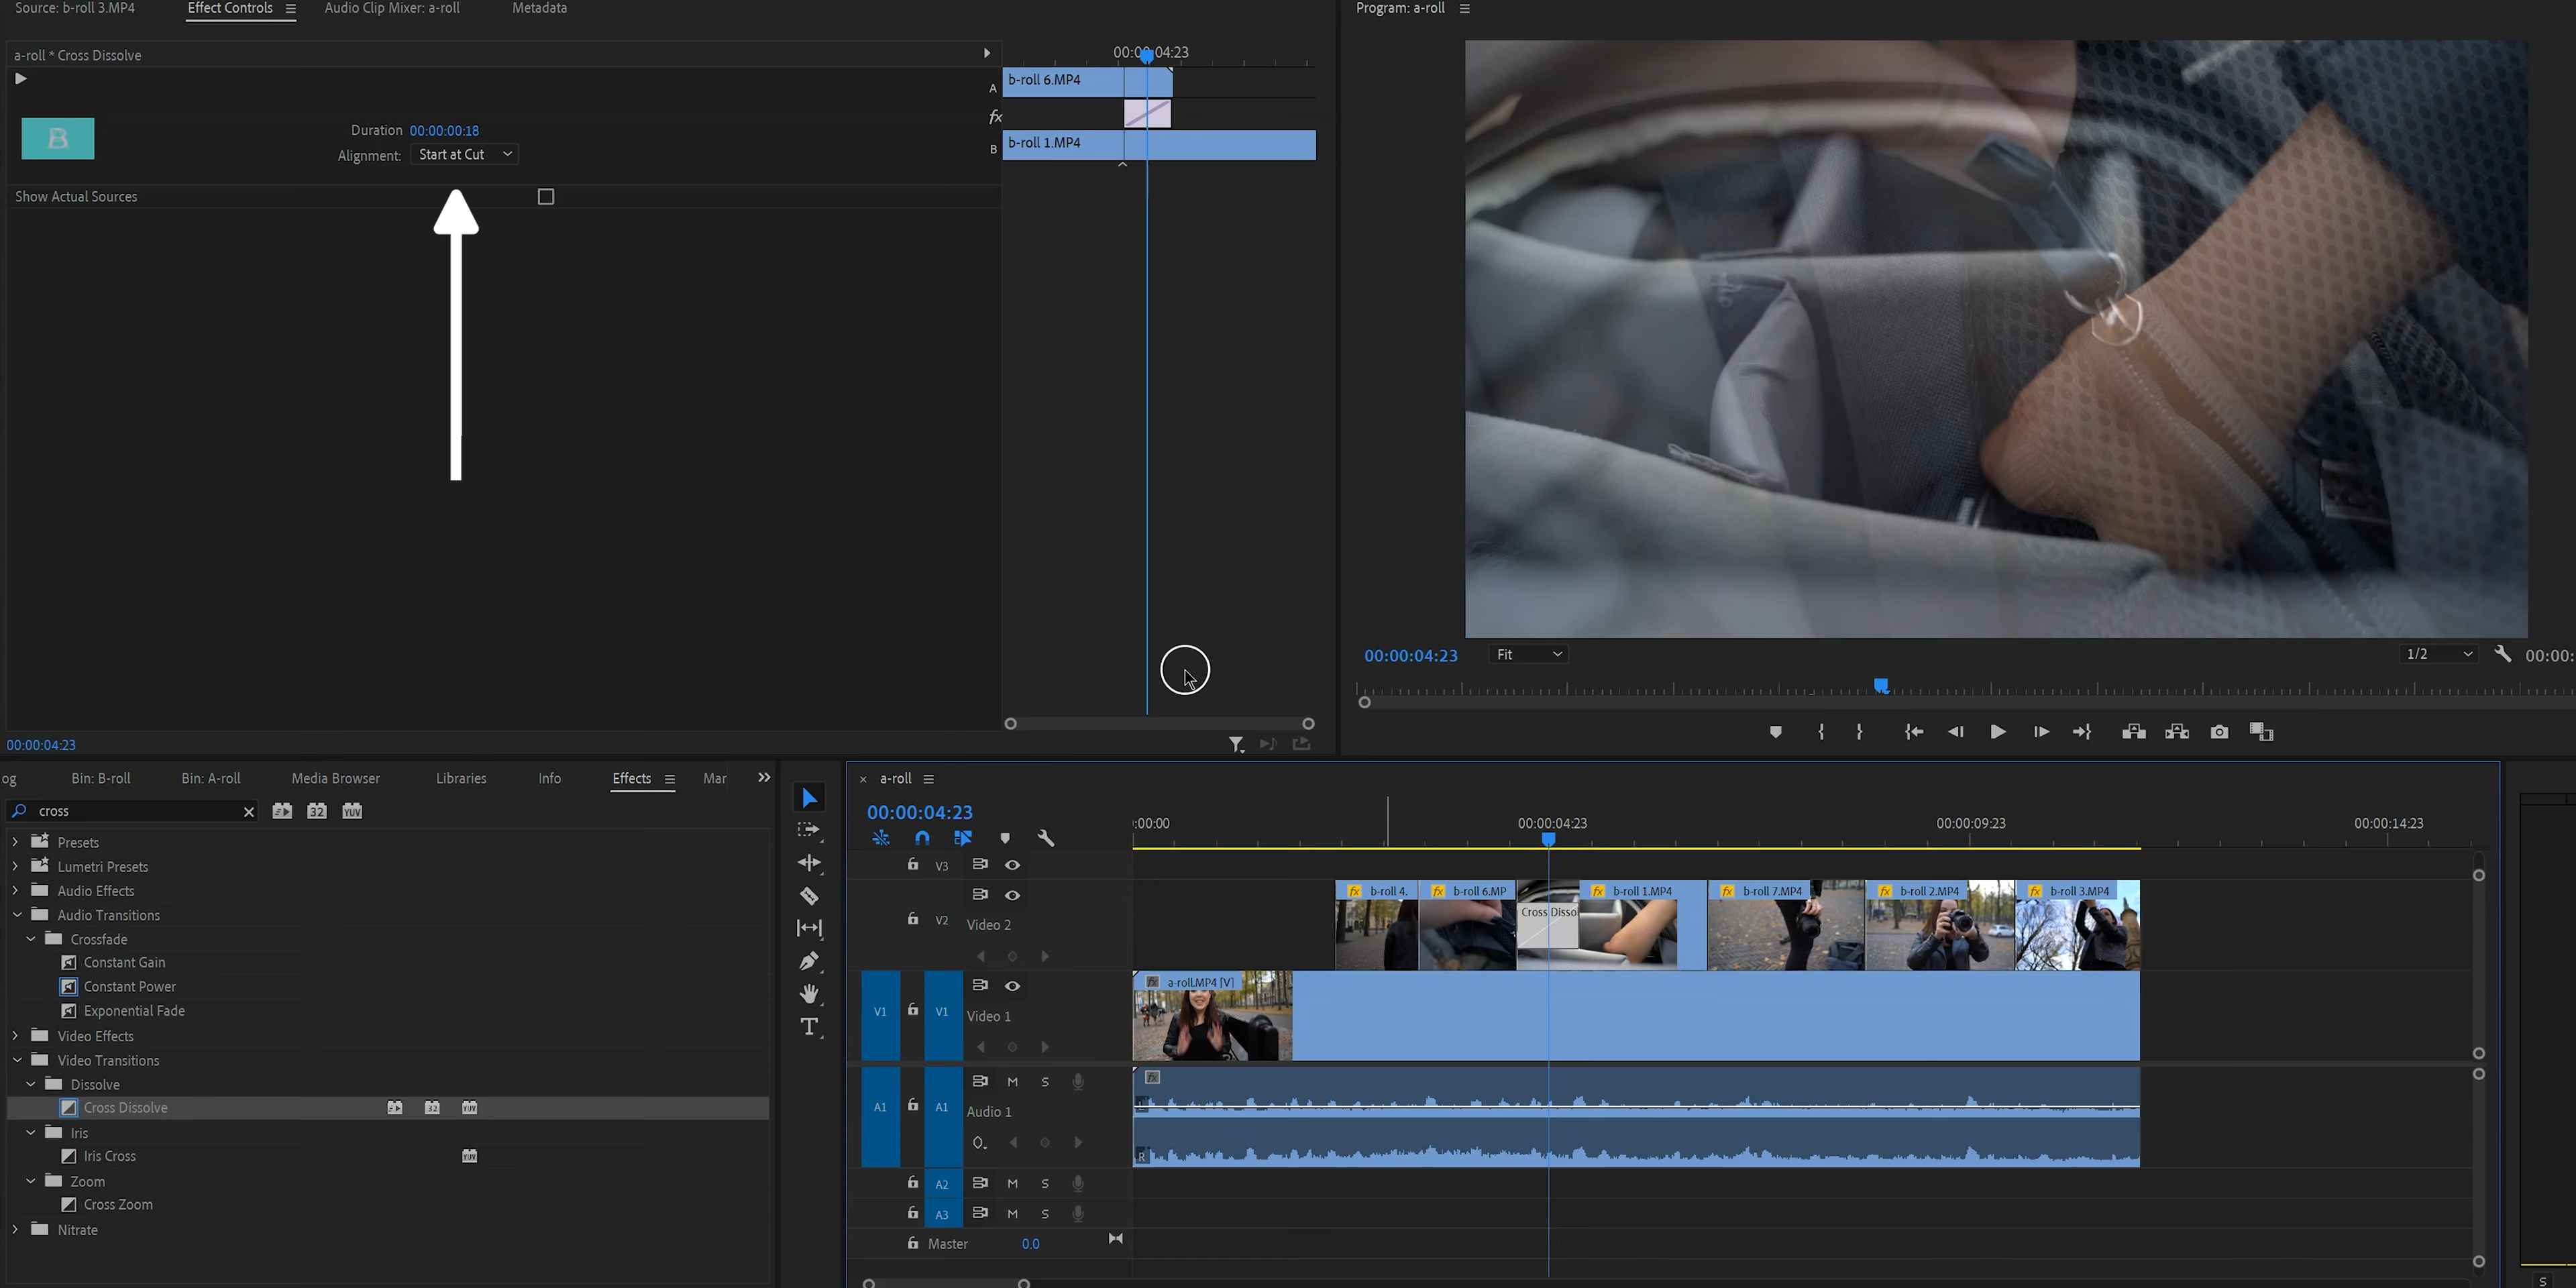 Source: b-roll 3.MP4
Effect Controls
Audio Clip Mixer: a-roll
Metadata
Program: a-roll
a-roll * Cross Dissolve
B
Duration 00:00:00:18
Alignment: Start at Cut
Show Actual Sources
A
fx
B
b-roll 6.MP4
b-roll 1.MP4
00:00:04:23
00:00:04:23
Fit
1/2
00:00:
og
Bin: B-roll
Bin: A-roll
Media Browser
Libraries
Info
Effects
Mar
cross
32
YUV
Presets
Lumetri Presets
Audio Effects
Audio Transitions
Crossfade
Constant Gain
Constant Power
Exponential Fade
Video Effects
Video Transitions
Dissolve
Cross Dissolve 32 YUV
Iris
Iris Cross YUV
Zoom
Cross Zoom
Nitrate
T
a-roll
00:00:04:23
:00:00
00:00:04:23
00:00:09:23
00:00:14:23
V3
V2
Video 2
fx b-roll 4.
fx b-roll 6.MP
Cross Disso
fx b-roll 1.MP4
fx b-roll 7.MP4
fx b-roll 2.MP4
fx b-roll 3.MP4
V1
V1
Video 1
fx a-roll.MP4 [V]
A1
A1
M S
Audio 1
fx
L
R
A2 M S
A3 M S
Master 0.0
S